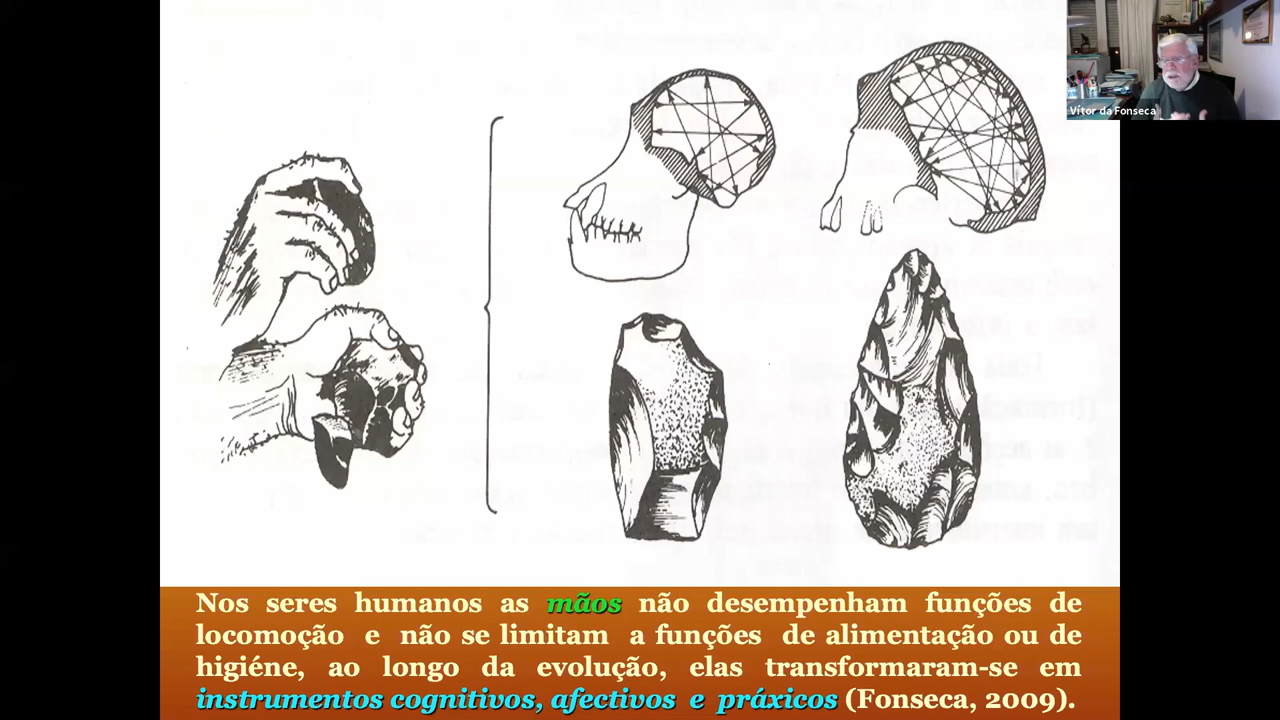 Vítor da Fonseca
Nos seres humanos as mãos não desempenham funções de
locomoção e não se limitam a funções de alimentação ou de
higiéne, ao longo da evolução, elas transformaram-se em
instrumentos cognitivos, afectivos e práxicos (Fonseca, 2009).